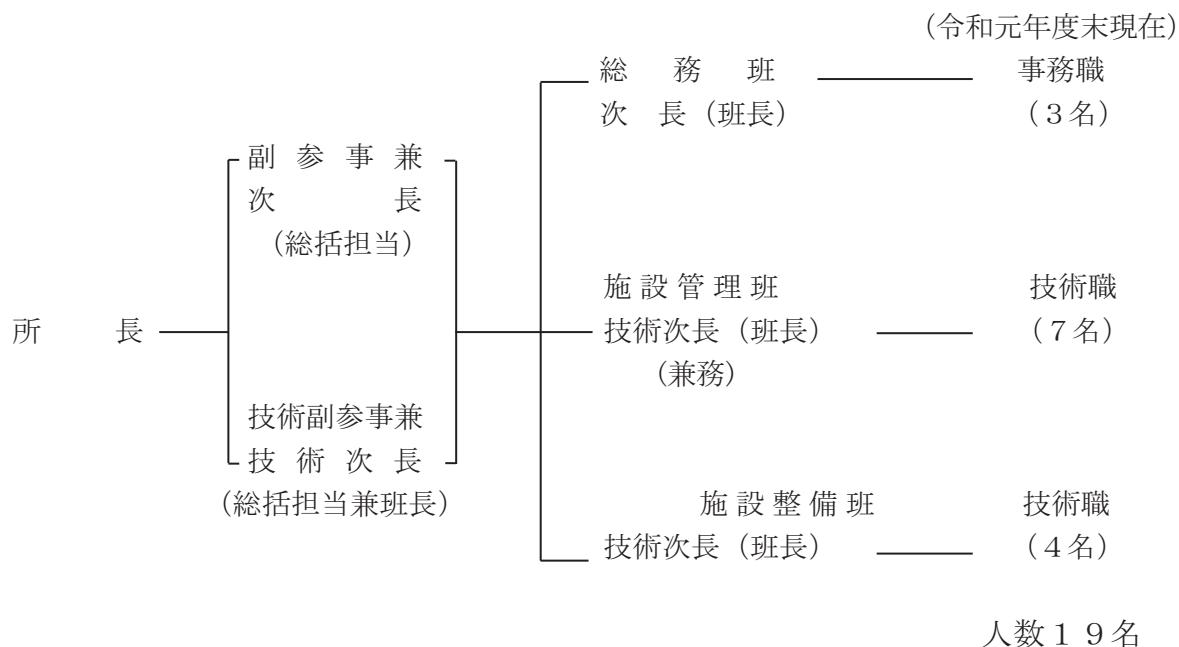 (令和元年度末現在)
総務班 事務職
次長(班長) (3名)
副参事兼
次長
(総括担当)
施設管理班 技術職
所長 技術次長(班長) (7名)
(兼務)
技術副参事兼
技術次長
(総括担当兼班長)
施設整備班 技術職
技術次長(班長) (4名)
人数19名